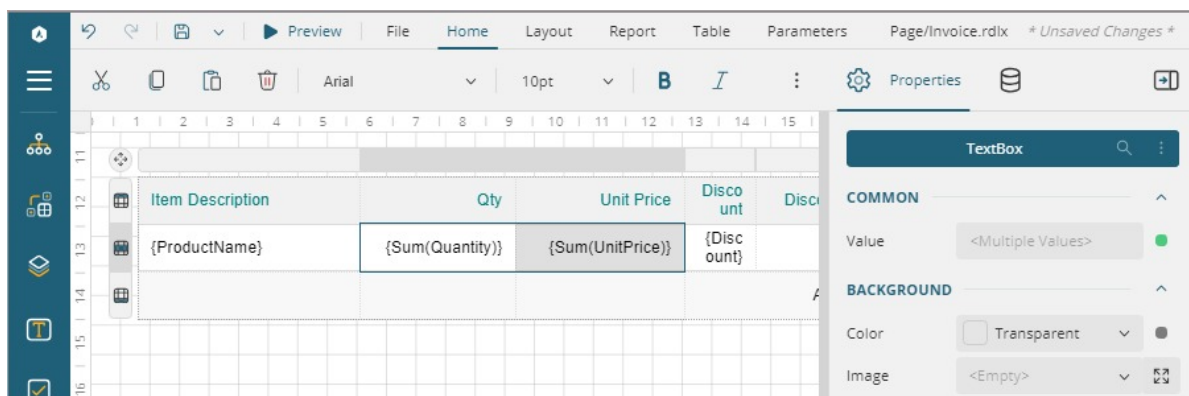 Preview File Home Layout Report Table Parameters Page/Invoice.rdlx * Unsaved Changes *
Arial 10pt B I Properties
1 2 3 4 5 6 7 8 9 10 11 12 13 14 15
11
TextBox
12
Item Description Qty Unit Price Disco
unt
COMMON
13
{ProductName} {Sum(Quantity)} {Sum(UnitPrice)} {Disc
ount}
Value <Multiple Values>
14
BACKGROUND
15
T
Color Transparent
16
Image <Empty>